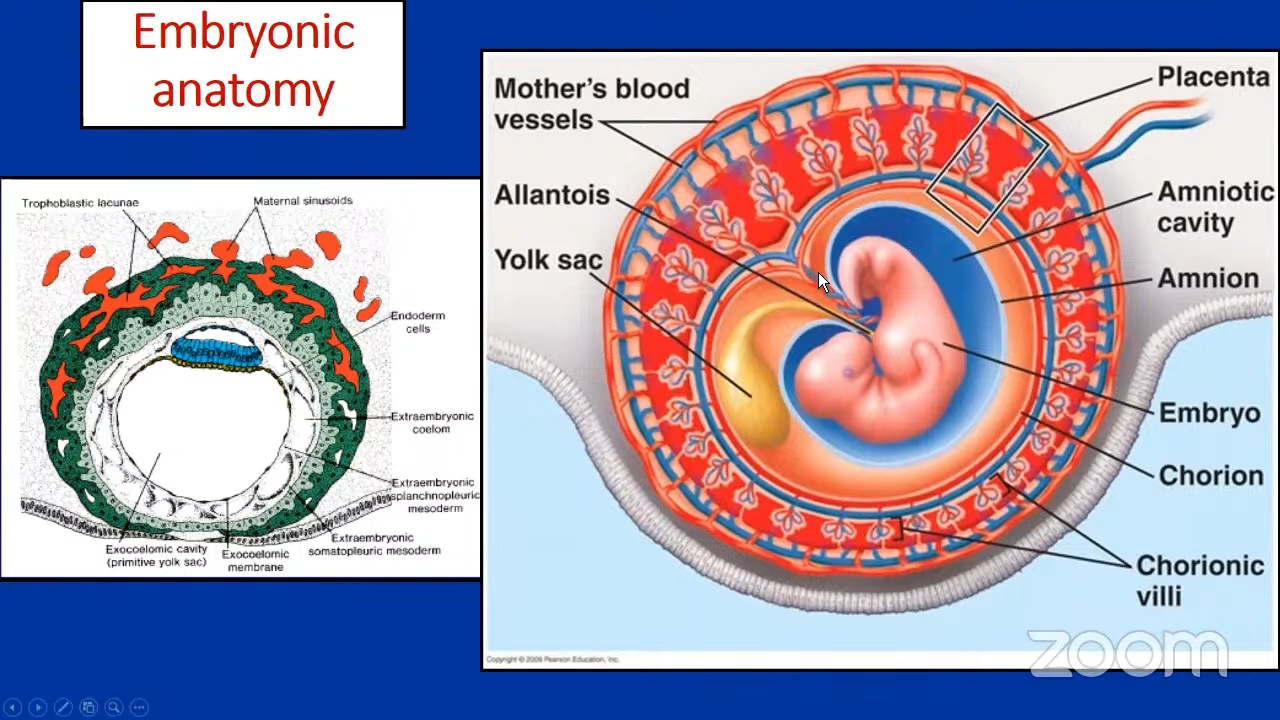 Embryonic
anatomy
Trophoblastic lacunae
Maternal sinusoids
Endoderm
cells
Extraembryonic
coelom
Extraembryonic
splanchnopleuric
mesoderm
Extraembryonic
somatopleuric mesoderm
Exocoelomic
membrane
Exocoelomic cavity
(primitive yolk sac)
Mother's blood
vessels
Allantois
Yolk sac
Placenta
Amniotic
cavity
Amnion
Embryo
Chorion
Chorionic
villi
Copyright © 2009 Pearson Education, Inc.
zoom